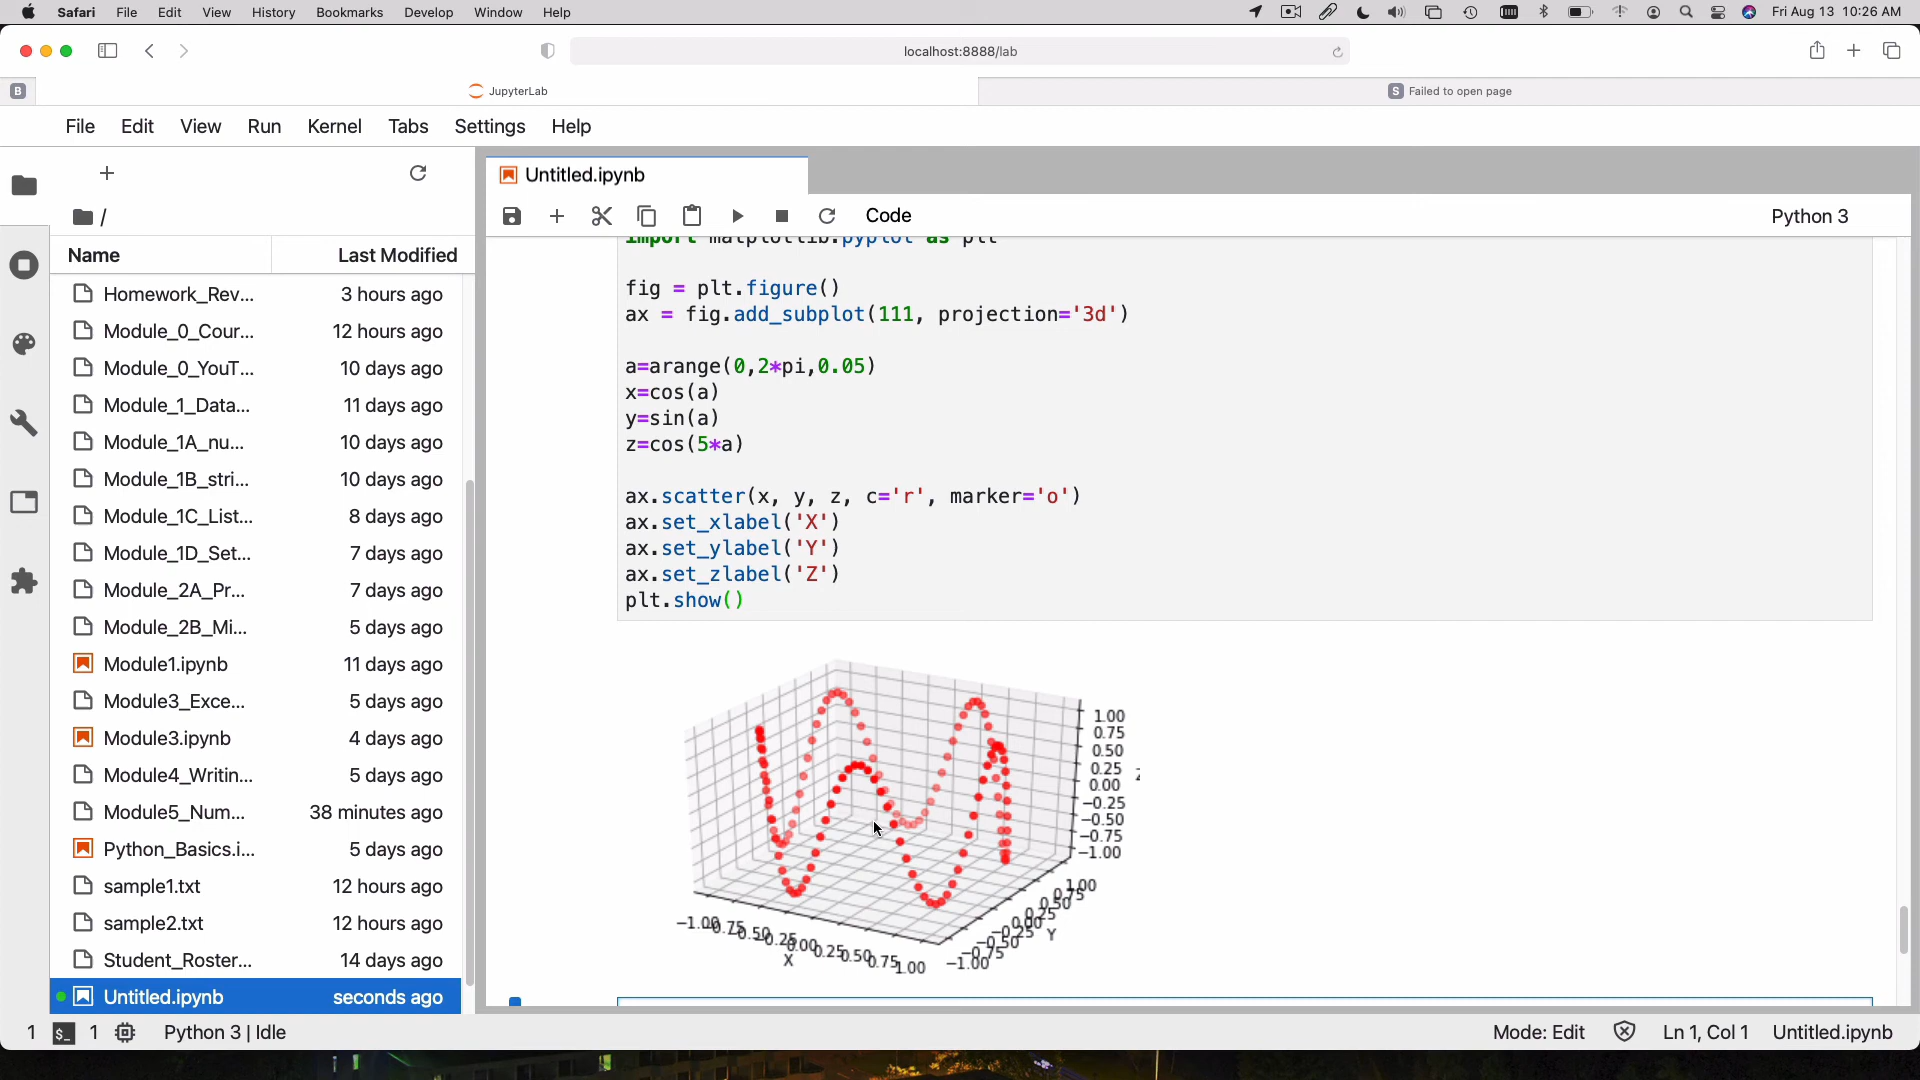 Safari File Edit View History Bookmarks Develop Window Help Fri Aug 13 10:26 AM
localhost:8888/lab
B JupyterLab S Failed to open page
File Edit View Run Kernel Tabs Settings Help
Untitled.ipynb
/
Code Python 3
Name Last Modified
Homework_Rev... 3 hours ago
Module_0_Cour... 12 hours ago
Module_0_YouT... 10 days ago
Module_1_Data... 11 days ago
Module_1A_nu... 10 days ago
Module_1B_stri... 10 days ago
Module_1C_List... 8 days ago
Module_1D_Set... 7 days ago
Module_2A_Pr... 7 days ago
Module_2B_Mi... 5 days ago
Module1.ipynb 11 days ago
Module3_Exce... 5 days ago
Module3.ipynb 4 days ago
Module4_Writin... 5 days ago
Module5_Num... 38 minutes ago
Python_Basics.i... 5 days ago
sample1.txt 12 hours ago
sample2.txt 12 hours ago
Student_Roster... 14 days ago
Untitled.ipynb seconds ago
import matplotlib.pyplot as plt
fig = plt.figure()
ax = fig.add_subplot(111, projection='3d')
a=arange(0,2*pi,0.05)
x=cos(a)
y=sin(a)
z=cos(5*a)
ax.scatter(x, y, z, c='r', marker='o')
ax.set_xlabel('X')
ax.set_ylabel('Y')
ax.set_zlabel('Z')
plt.show()
1.00
0.75
0.50
0.25
0.00
−0.25
−0.50
−0.75
−1.00
−1.00
−0.75
−0.50
−0.25
0.00
0.25
0.50
0.75
1.00
X
−1.00
−0.75
−0.50
−0.25
0.00
0.25
0.50
0.75
1.00
Y
1 $_ 1 Python 3 | Idle Mode: Edit Ln 1, Col 1 Untitled.ipynb